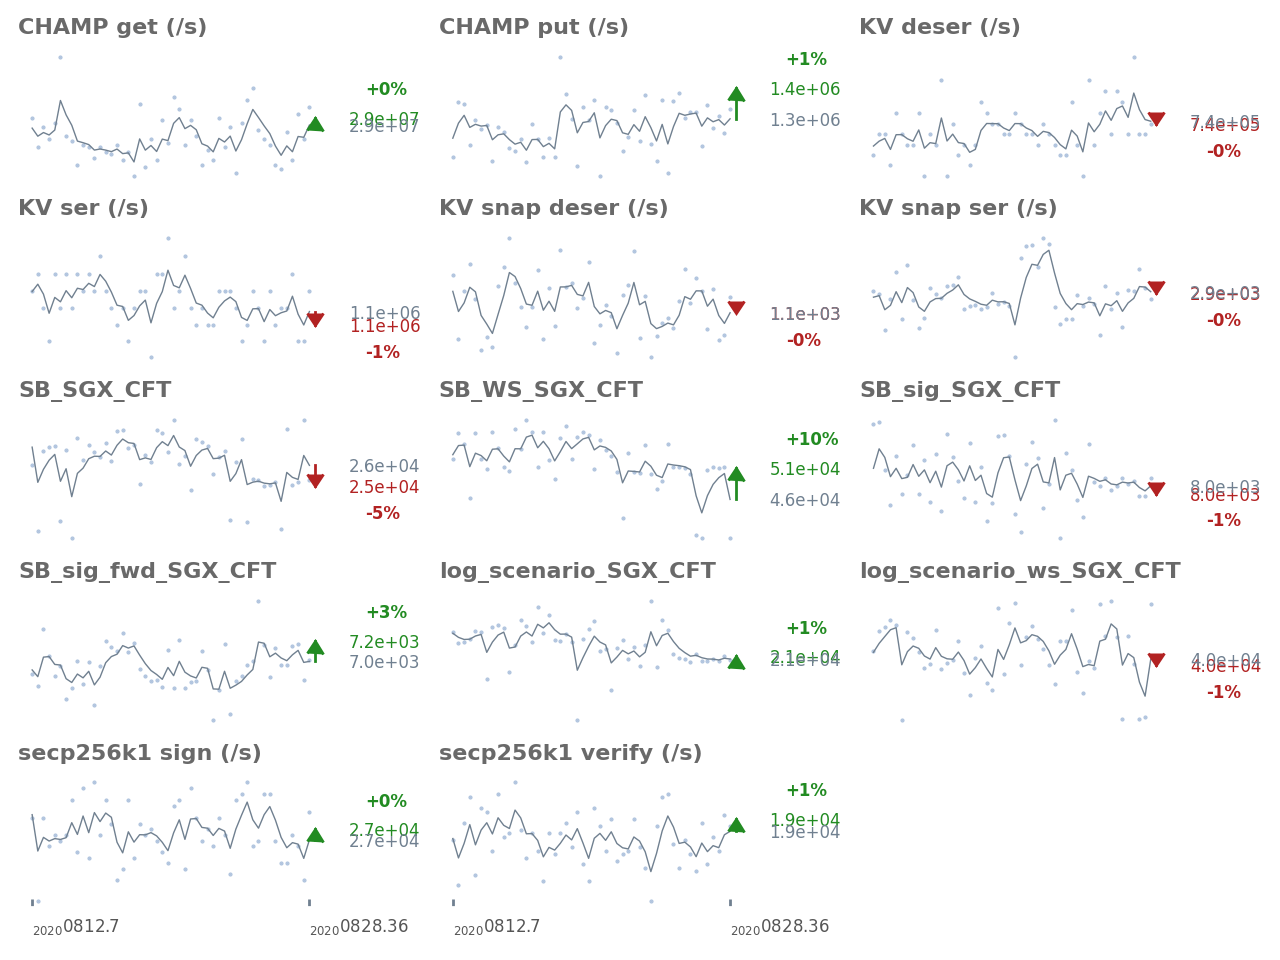 CHAMP get (/s)
+0%
2.9e+07
2.9e+07
CHAMP put (/s)
+1%
1.4e+06
1.3e+06
KV deser (/s)
7.4e+05
7.4e+05
-0%
KV ser (/s)
1.1e+06
1.1e+06
-1%
KV snap deser (/s)
1.1e+03
1.1e+03
-0%
KV snap ser (/s)
2.9e+03
2.9e+03
-0%
SB_SGX_CFT
2.6e+04
2.5e+04
-5%
SB_WS_SGX_CFT
+10%
5.1e+04
4.6e+04
SB_sig_SGX_CFT
8.0e+03
8.0e+03
-1%
SB_sig_fwd_SGX_CFT
+3%
7.2e+03
7.0e+03
log_scenario_SGX_CFT
+1%
2.1e+04
2.1e+04
log_scenario_ws_SGX_CFT
4.0e+04
4.0e+04
-1%
secp256k1 sign (/s)
+0%
2.7e+04
2.7e+04
secp256k1 verify (/s)
+1%
1.9e+04
1.9e+04
20200812.7
20200828.36
20200812.7
20200828.36